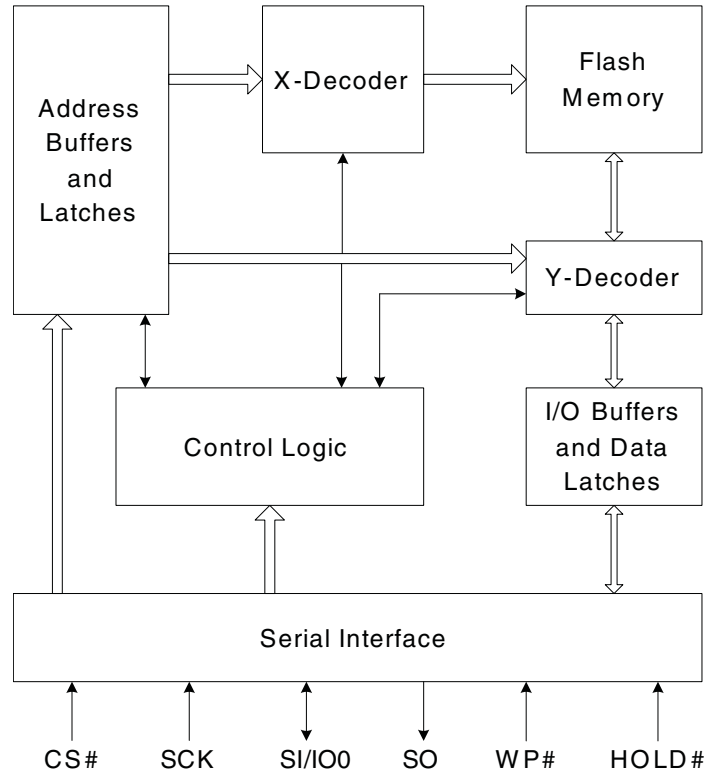 Address
Buffers
and
Latches
X-Decoder
Flash
Memory
Y-Decoder
Control Logic
I/O Buffers
and Data
Latches
Serial Interface
CS# SCK SI/IO0 SO WP# HOLD#